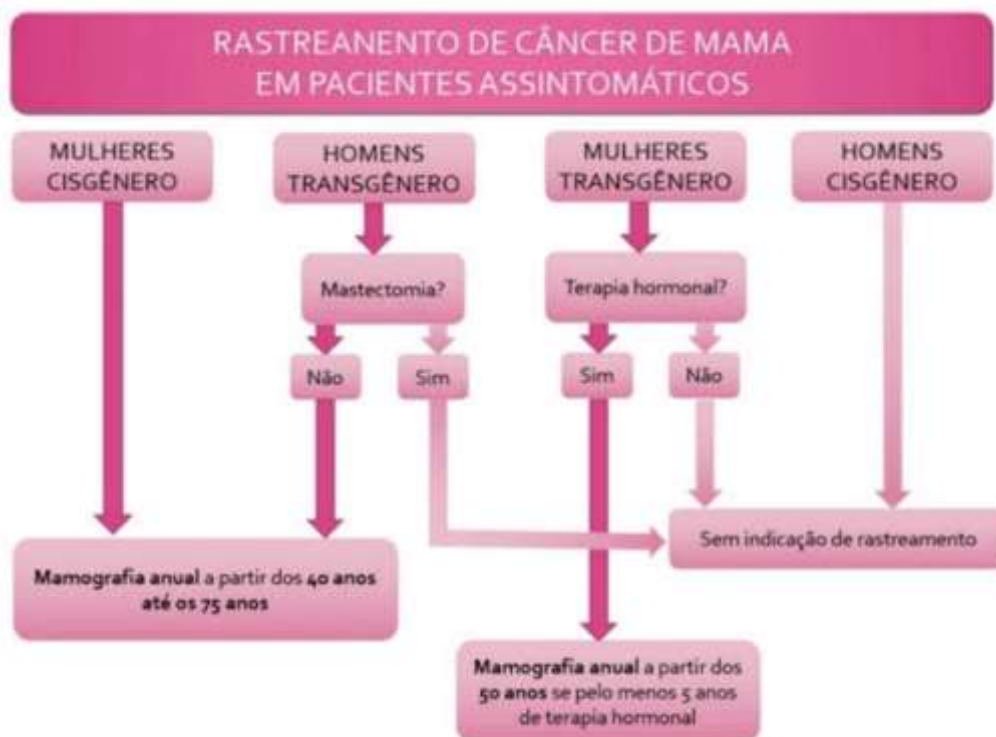 RASTREANENTO DE CÂNCER DE MAMA
EM PACIENTES ASSINTOMÁTICOS
MULHERES
CISGÊNERO
HOMENS
TRANSGÊNERO
MULHERES
TRANSGÊNERO
HOMENS
CISGÊNERO
Mastectomia?
Terapia hormonal?
Não
Sim
Sim
Não
Sem indicação de rastreamento
Mamografia anual a partir dos 40 anos
até os 75 anos
Mamografia anual a partir dos
50 anos se pelo menos 5 anos
de terapia hormonal